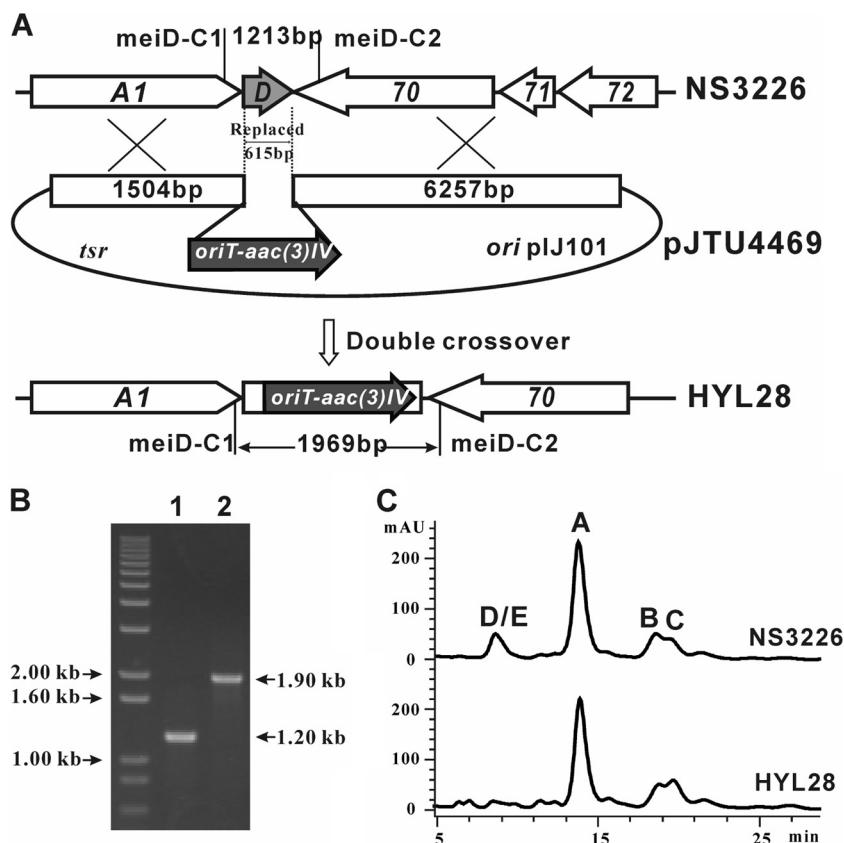 A
meiD-C1 1213bp meiD-C2
A1 D 70 71 72 NS3226
Replaced
615bp
1504bp 6257bp
tsr oriT-aac(3)IV ori pIJ101 pJTU4469
Double crossover
A1 oriT-aac(3)IV 70 HYL28
meiD-C1 1969bp meiD-C2
B
1 2
2.00 kb
1.60 kb
1.00 kb
1.90 kb
1.20 kb
C
mAU
200
100
0
A
D/E
B C
NS3226
200
100
0
HYL28
5 15 25 min